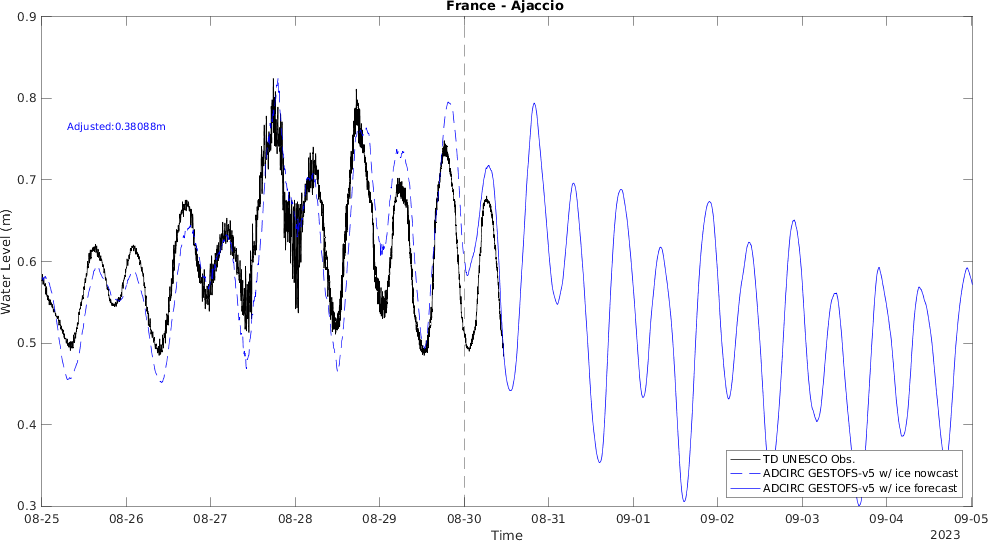 France - Ajaccio
0.9
0.8
0.7
0.6
0.5
0.4
0.3
Water Level (m)
Adjusted:0.38088m
TD UNESCO Obs.
ADCIRC GESTOFS-v5 w/ ice nowcast
ADCIRC GESTOFS-v5 w/ ice forecast
08-25 08-26 08-27 08-28 08-29 08-30 08-31 09-01 09-02 09-03 09-04 09-05
Time
2023